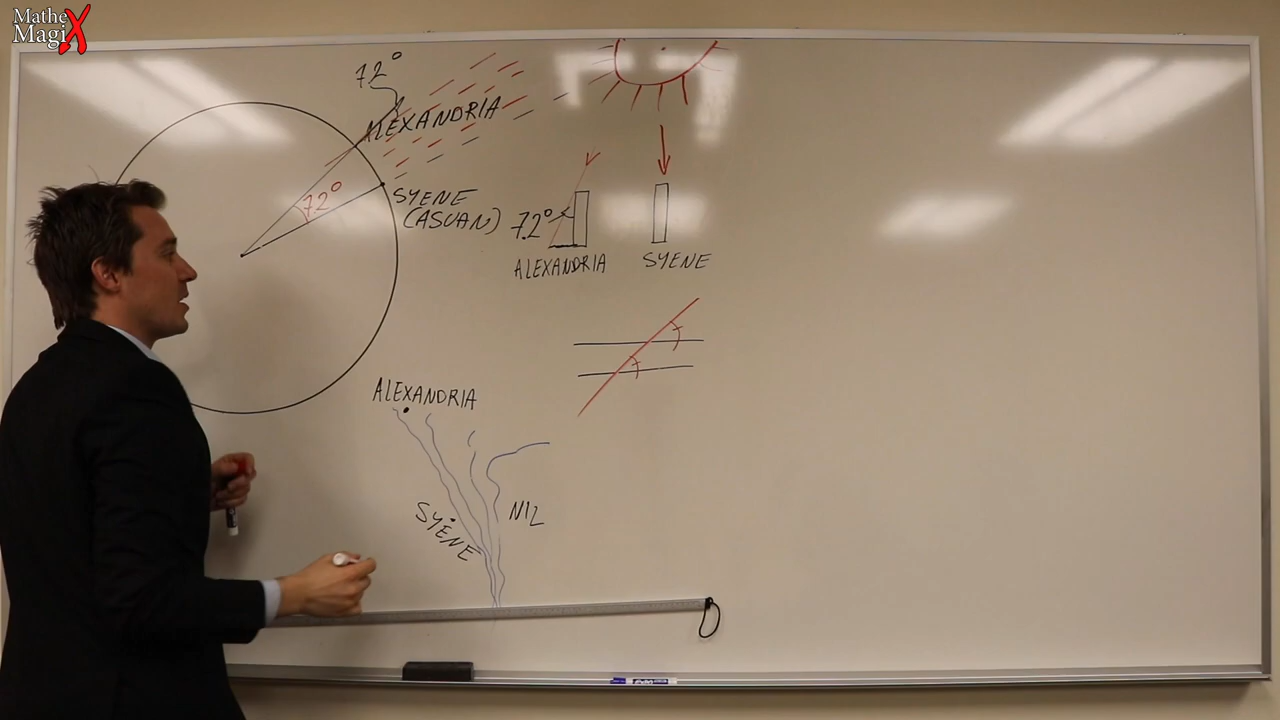 Mathe
MagiX
7.2°
ALEXANDRIA
7.2°
SYENE
(ASUAN)
7.2°
ALEXANDRIA
SYENE
ALEXANDRIA
SYENE
NIL